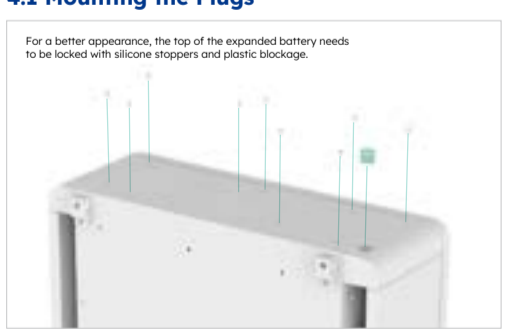 4.1 Mounting the Plugs
For a better appearance, the top of the expanded battery needs
to be locked with silicone stoppers and plastic blockage.